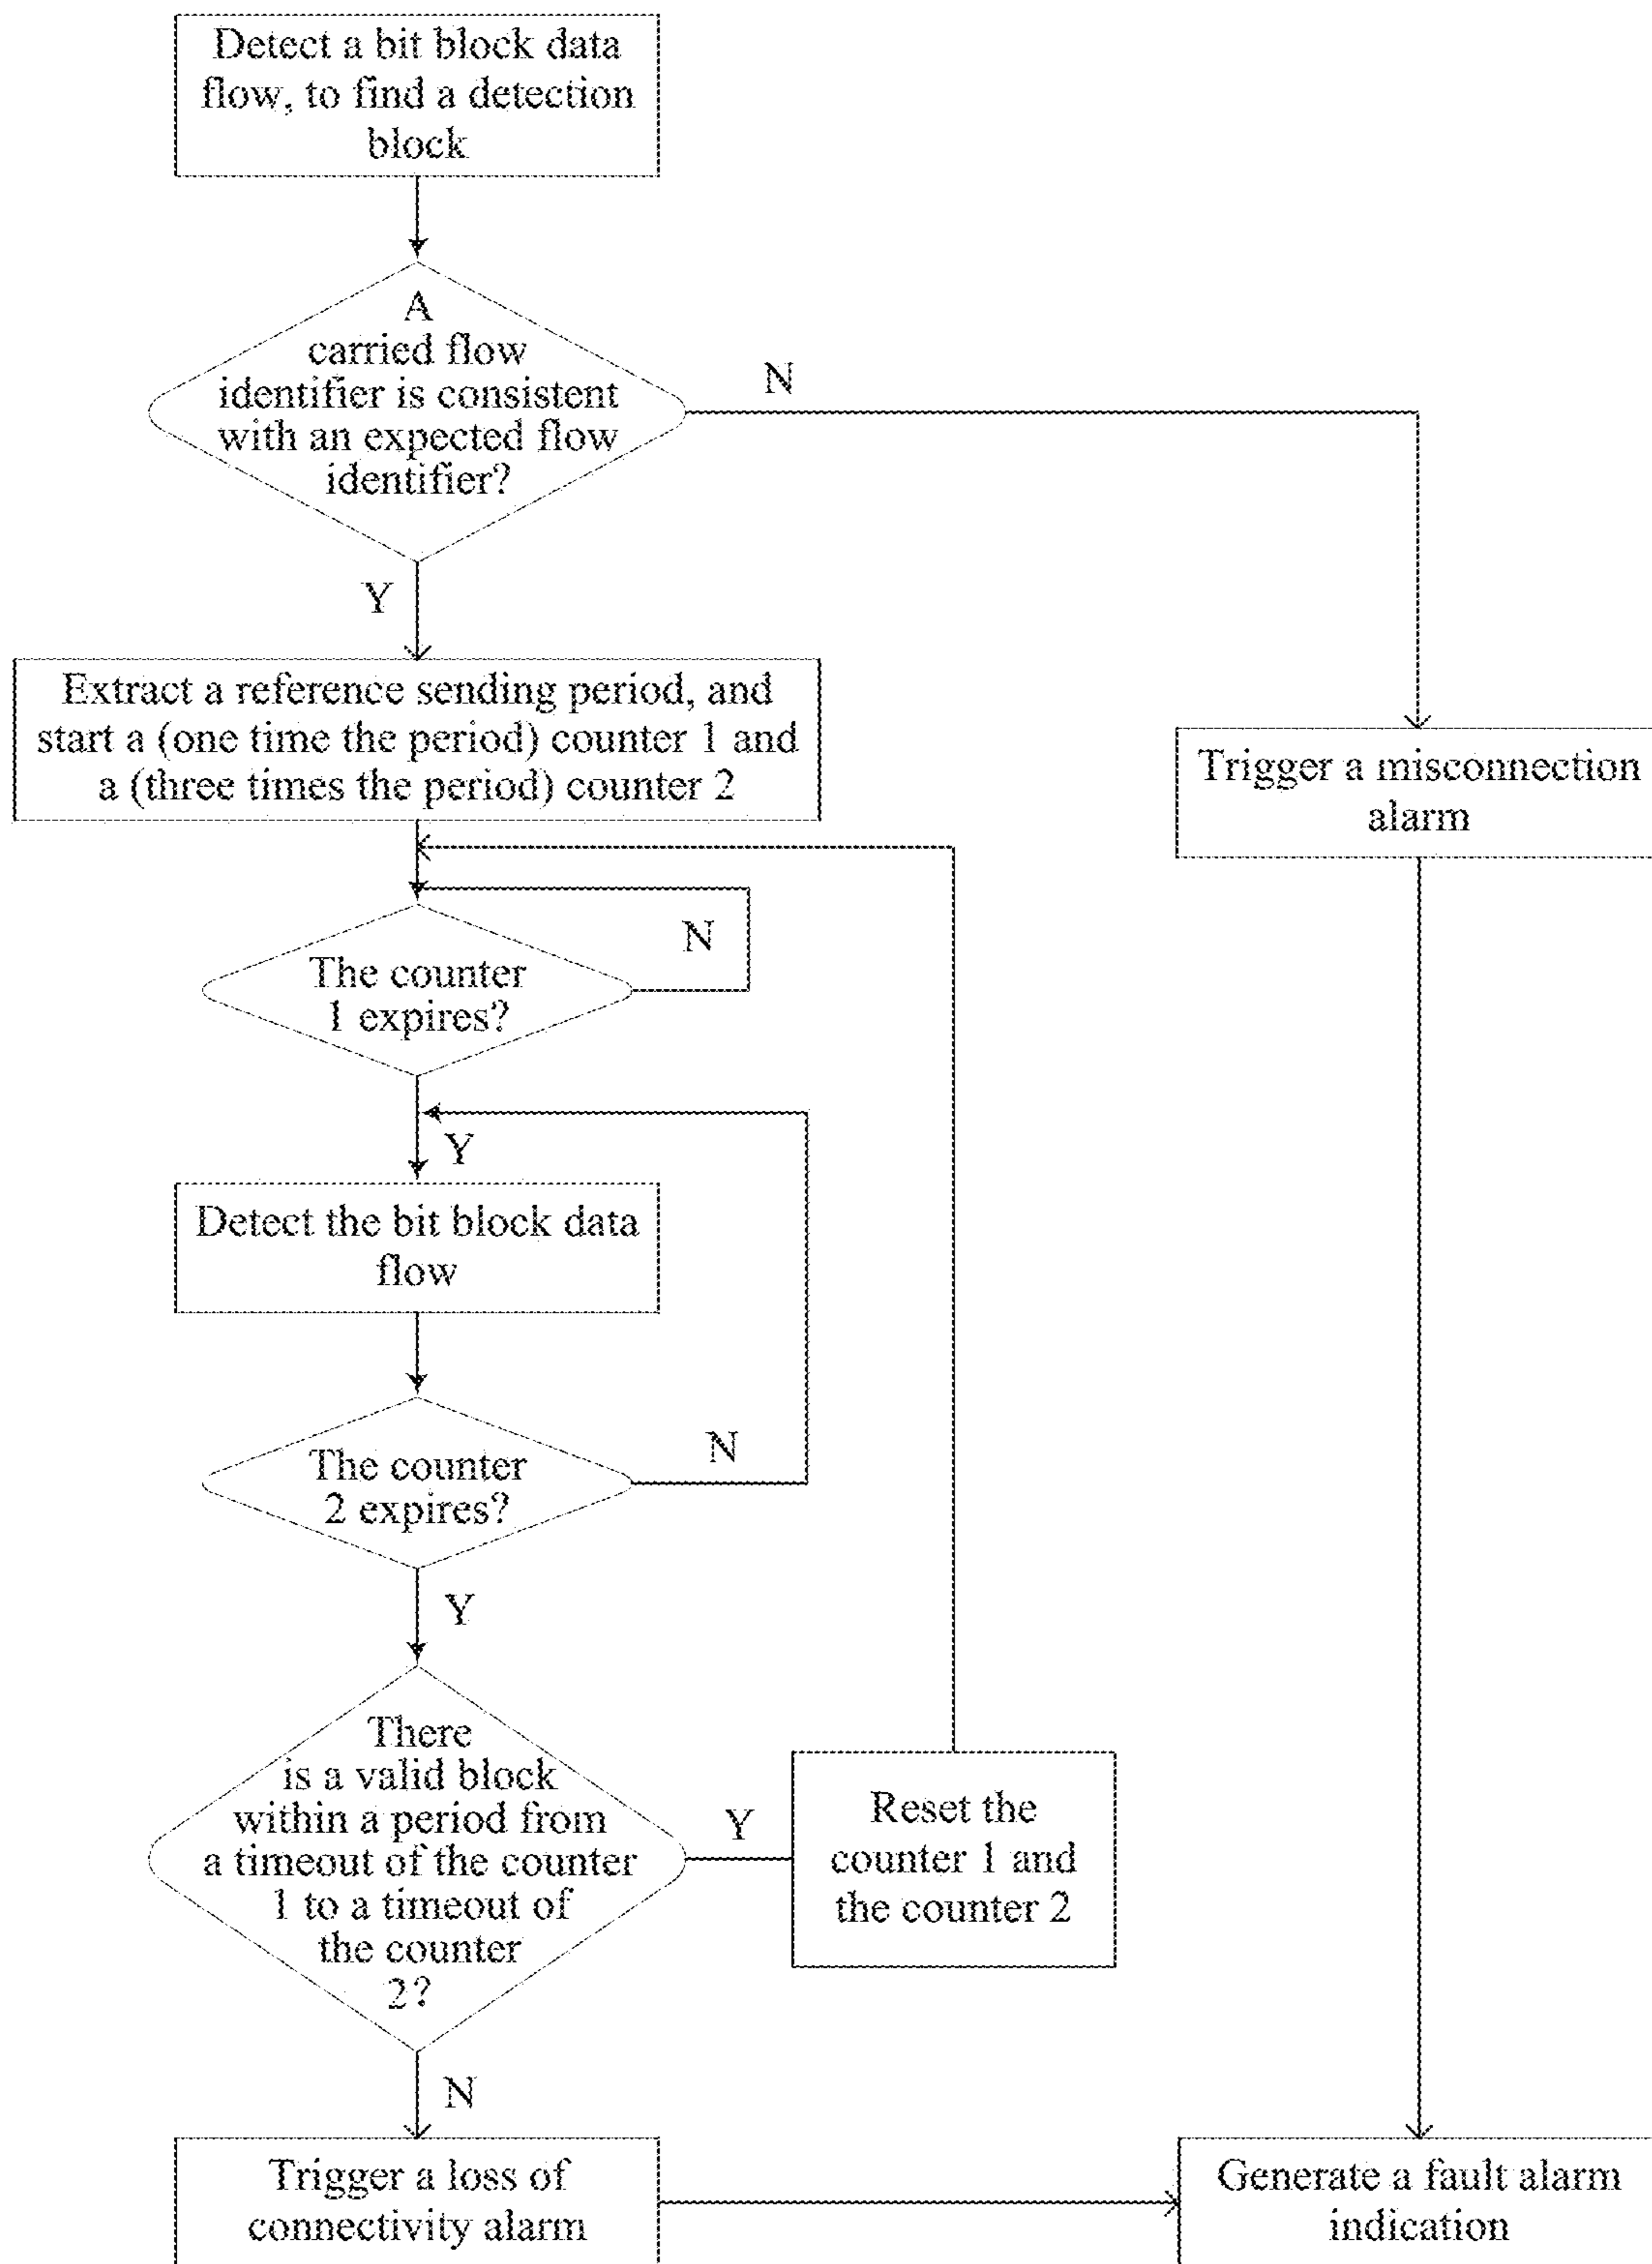 Detect a bit block data
flow, to find a detection
block
A
carried flow
identifier is consistent
with an expected flow
identifier?
N
Y
Extract a reference sending period, and
start a (one time the period) counter 1 and
a (three times the period) counter 2
Trigger a misconnection
alarm
N
The counter
1 expires?
Y
Detect the bit block data
flow
N
The counter
2 expires?
Y
There
is a valid block
within a period from
a timeout of the counter
1 to a timeout of
the counter
2?
Y
Reset the
counter 1 and
the counter 2
N
Trigger a loss of
connectivity alarm
Generate a fault alarm
indication